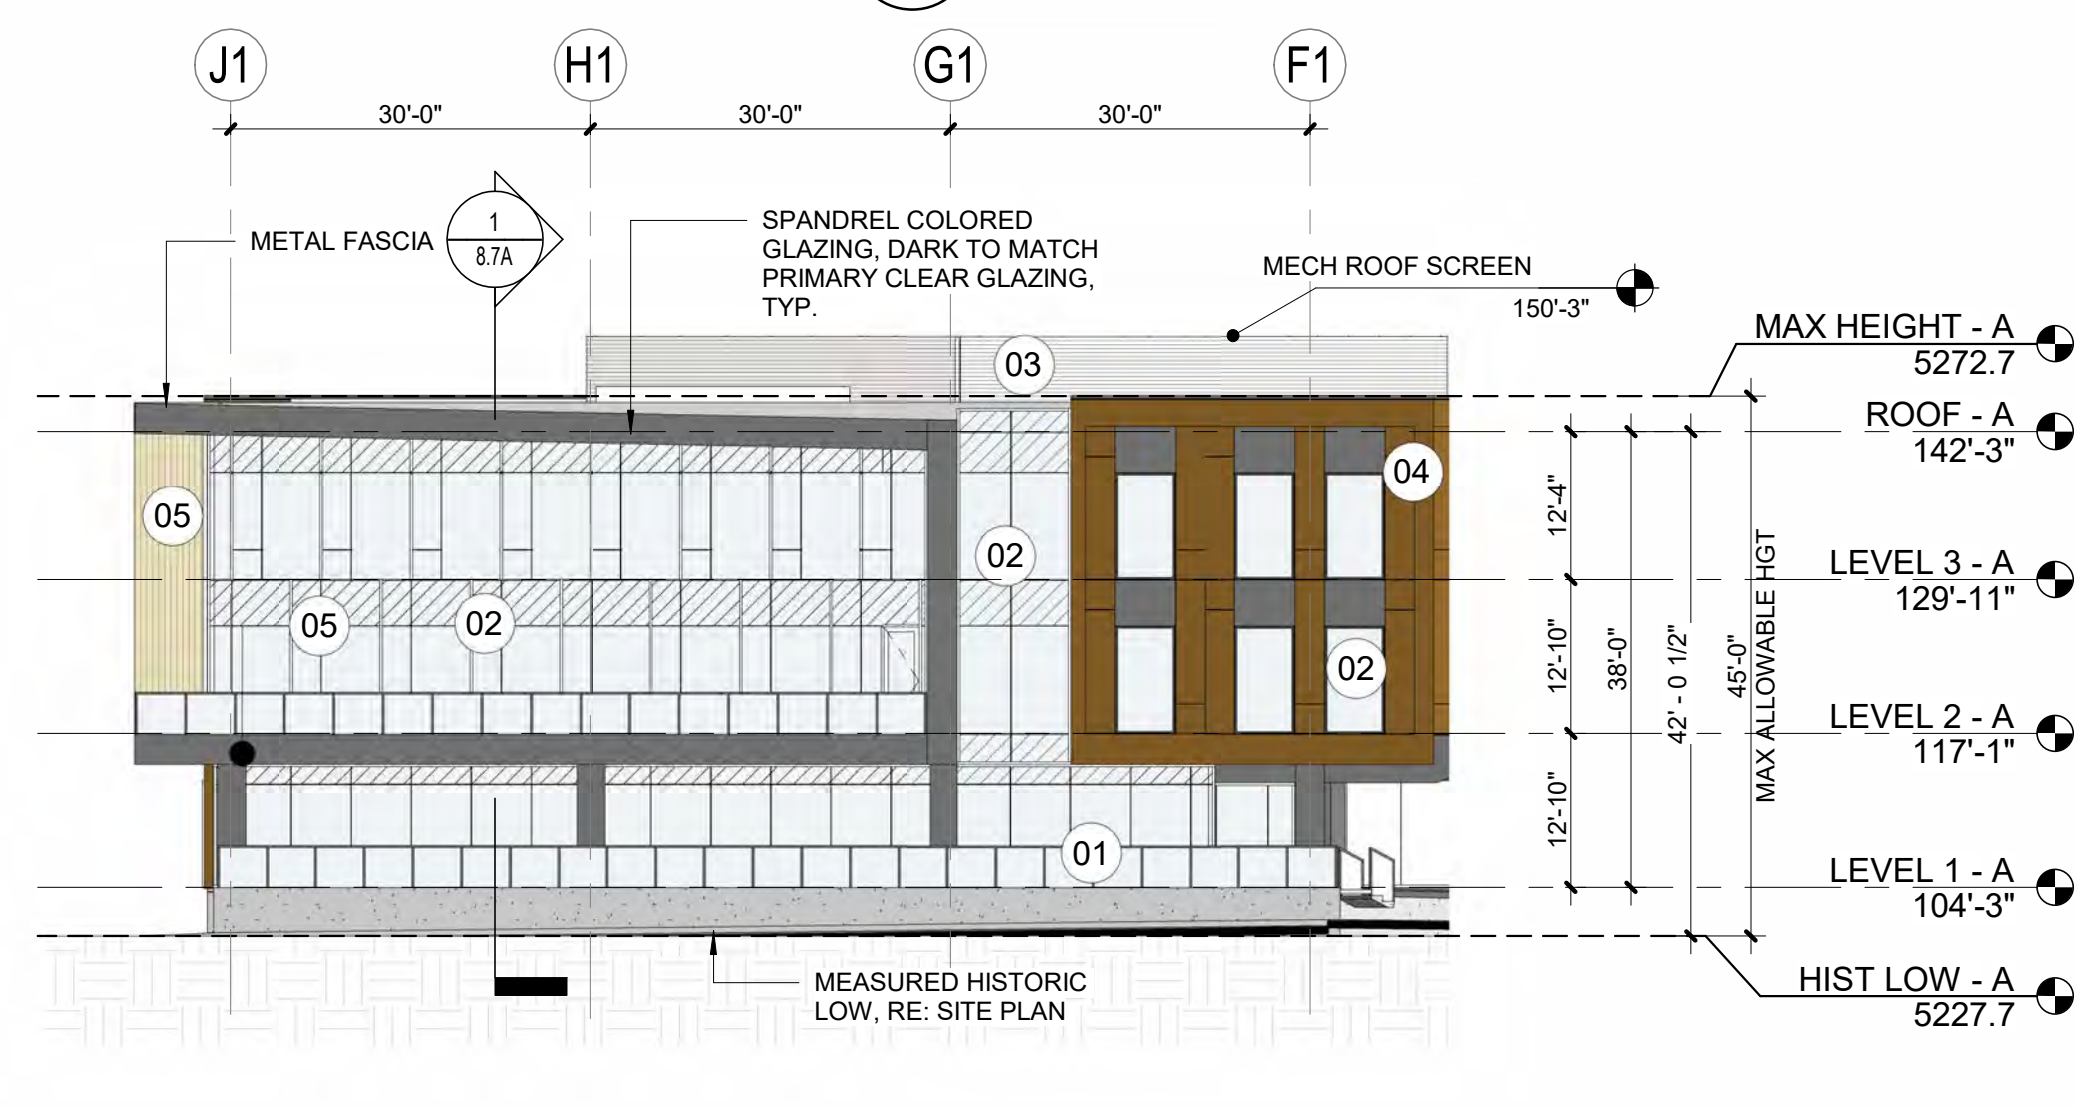 J1
H1
G1
F1
30'-0"
30'-0"
30'-0"
METAL FASCIA
1
8.7A
SPANDREL COLORED
GLAZING, DARK TO MATCH
PRIMARY CLEAR GLAZING,
TYP.
MECH ROOF SCREEN
150'-3"
MAX HEIGHT - A
5272.7
ROOF - A
142'-3"
LEVEL 3 - A
129'-11"
LEVEL 2 - A
117'-1"
LEVEL 1 - A
104'-3"
HIST LOW - A
5227.7
03
04
05
02
05
02
02
01
12'-4"
12'-10"
12'-10"
38'-0"
42' - 0 1/2"
45'-0"
MAX ALLOWABLE HGT
MEASURED HISTORIC
LOW, RE: SITE PLAN